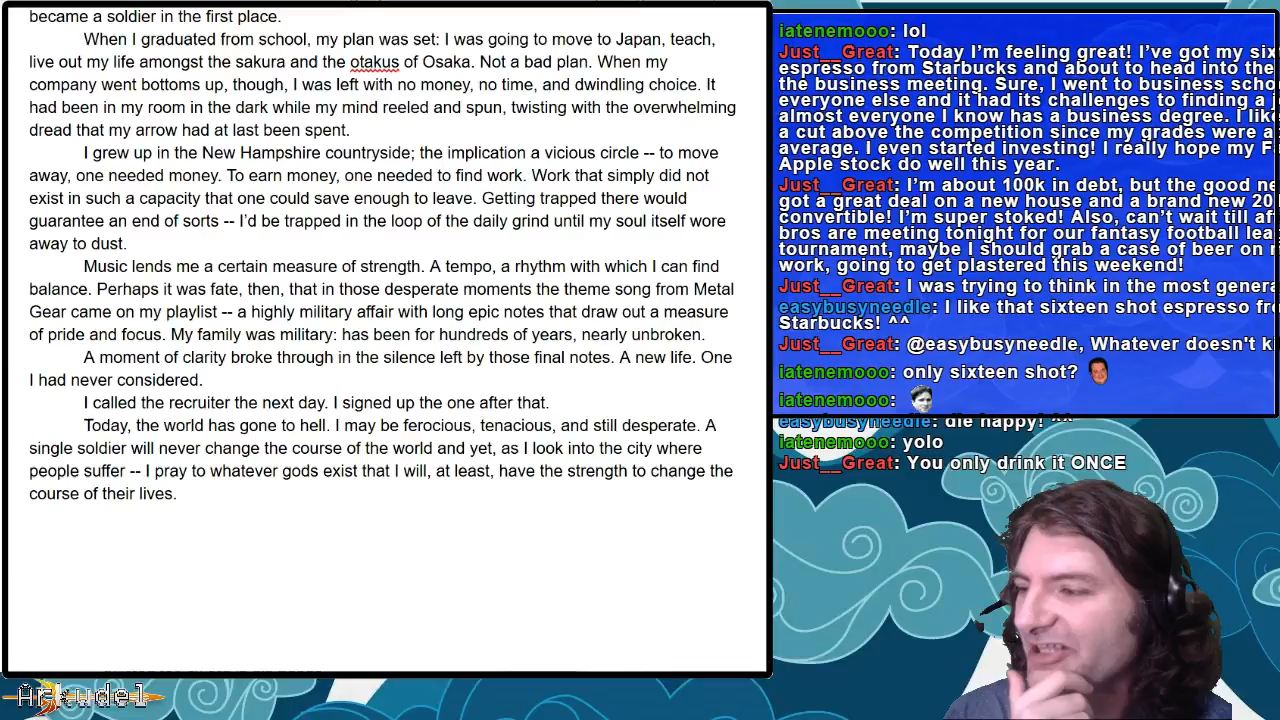 became a soldier in the first place.
When I graduated from school, my plan was set: I was going to move to Japan, teach,
live out my life amongst the sakura and the otakus of Osaka. Not a bad plan. When my
company went bottoms up, though, I was left with no money, no time, and dwindling choice. It
had been in my room in the dark while my mind reeled and spun, twisting with the overwhelming
dread that my arrow had at last been spent.
I grew up in the New Hampshire countryside; the implication a vicious circle -- to move
away, one needed money. To earn money, one needed to find work. Work that simply did not
exist in such a capacity that one could save enough to leave. Getting trapped there would
guarantee an end of sorts -- I'd be trapped in the loop of the daily grind until my soul itself wore
away to dust.
Music lends me a certain measure of strength. A tempo, a rhythm with which I can find
balance. Perhaps it was fate, then, that in those desperate moments the theme song from Metal
Gear came on my playlist -- a highly military affair with long epic notes that draw out a measure
of pride and focus. My family was military: has been for hundreds of years, nearly unbroken.
A moment of clarity broke through in the silence left by those final notes. A new life. One
I had never considered.
I called the recruiter the next day. I signed up the one after that.
Today, the world has gone to hell. I may be ferocious, tenacious, and still desperate. A
single soldier will never change the course of the world and yet, as I look into the city where
people suffer -- I pray to whatever gods exist that I will, at least, have the strength to change the
course of their lives.
iatenemooo: lol
Just__Great: Today I'm feeling great! I've got my six
espresso from Starbucks and about to head into the
the business meeting. Sure, I went to business scho
everyone else and it had its challenges to finding a j
almost everyone I know has a business degree. I like
a cut above the competition since my grades were a
average. I even started investing! I really hope my F
Apple stock do well this year.
Just__Great: I'm about 100k in debt, but the good ne
got a great deal on a new house and a brand new 20
convertible! I'm super stoked! Also, can't wait till af
bros are meeting tonight for our fantasy football lea
tournament, maybe I should grab a case of beer on m
work, going to get plastered this weekend!
Just__Great: I was trying to think in the most genera
easybusyneedle: I like that sixteen shot espresso fro
Starbucks! ^^
Just__Great: @easybusyneedle, Whatever doesn't k
iatenemooo: only sixteen shot?
iatenemooo:
easybusyneedle: die happy! ^^
iatenemooo: yolo
Just__Great: You only drink it ONCE
Arkudel